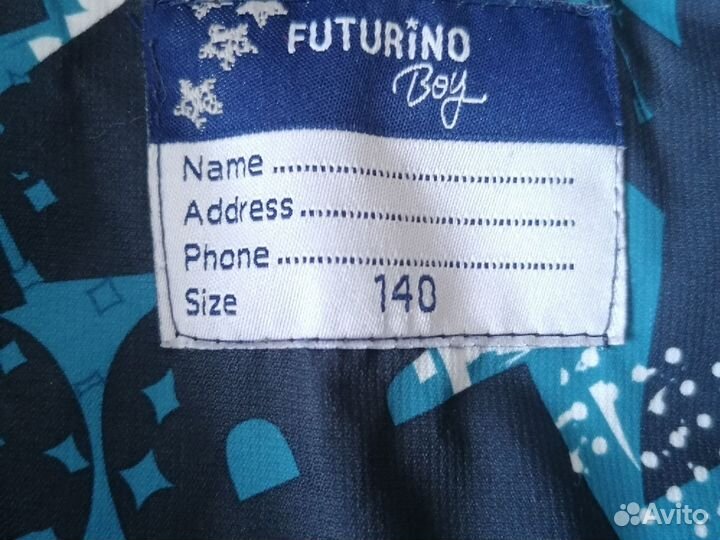 FUTURINO
Boy
Name..........................
Address.......................
Phone.........................
Size 140
Avito